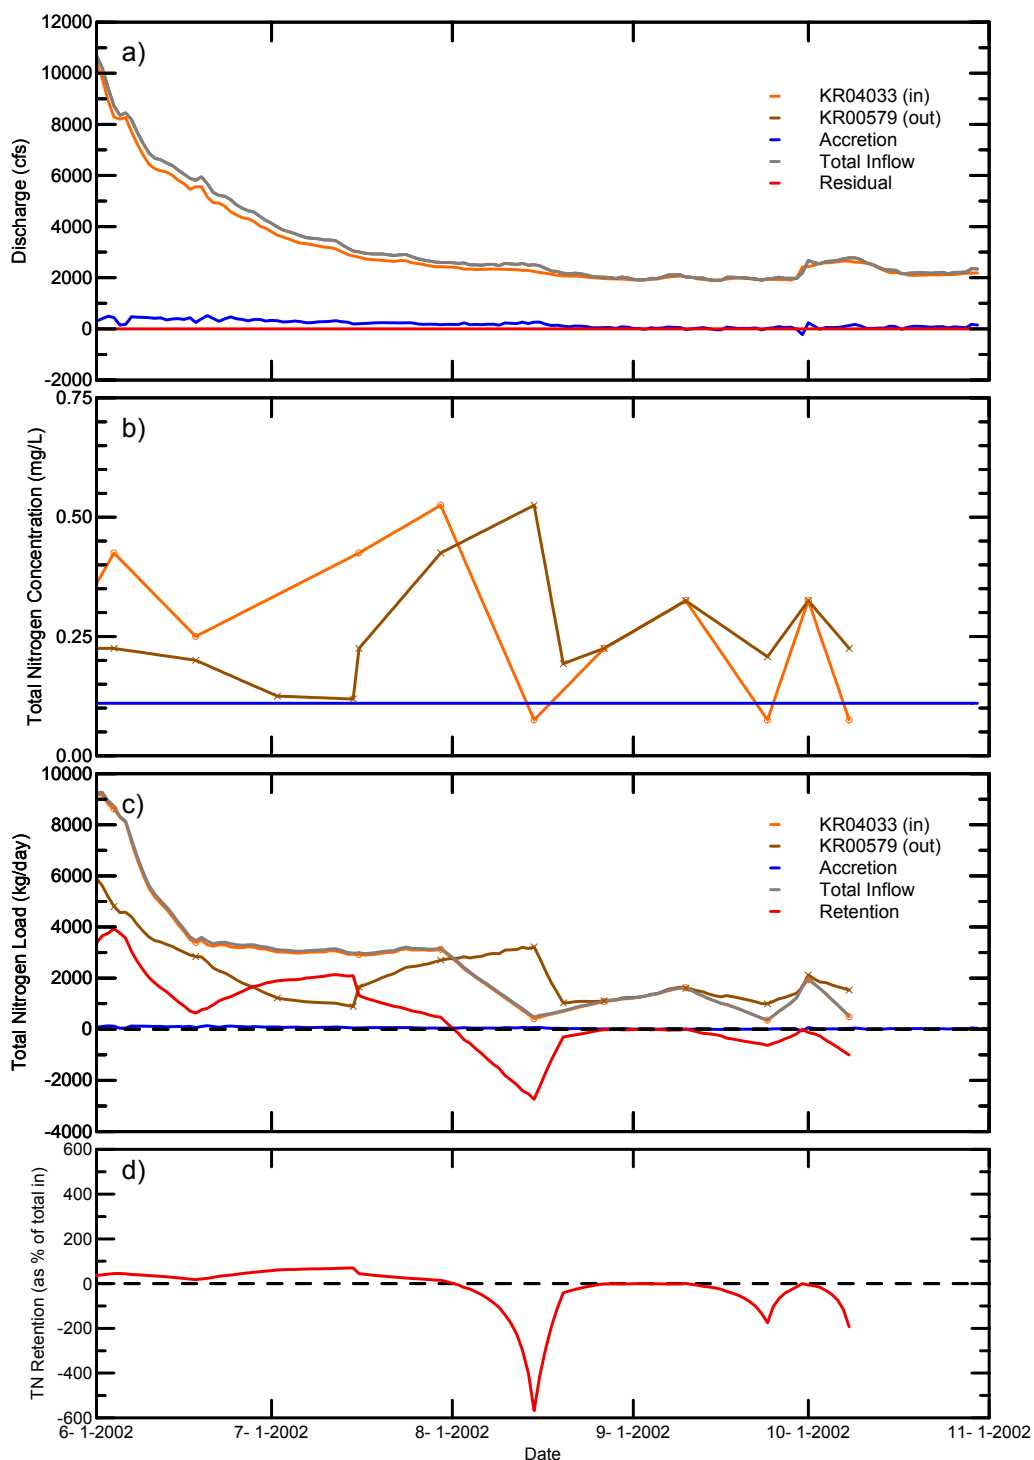 12000
10000
8000
6000
4000
2000
0
-2000
Discharge (cfs)
a)
KR04033 (in)
KR00579 (out)
Accretion
Total Inflow
Residual
0.75
0.50
0.25
0.00
Total Nitrogen Concentration (mg/L)
b)
10000
8000
6000
4000
2000
0
-2000
-4000
Total Nitrogen Load (kg/day)
c)
KR04033 (in)
KR00579 (out)
Accretion
Total Inflow
Retention
600
400
200
0
-200
-400
-600
TN Retention (as % of total in)
d)
6- 1-2002 7- 1-2002 8- 1-2002 9- 1-2002 10- 1-2002 11- 1-2002
Date